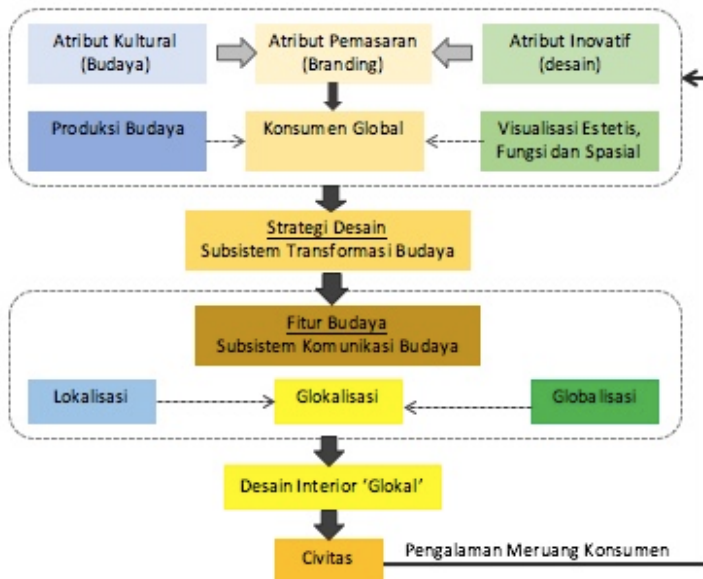 Atribut Kultural
(Budaya)
Atribut Pemasaran
(Branding)
Atribut Inovatif
(desain)
Produksi Budaya
Konsumen Global
Visualisasi Estetis,
Fungsi dan Spasial
Strategi Desain
Subsistem Transformasi Budaya
Fitur Budaya
Subsistem Komunikasi Budaya
Lokalisasi
Glokalisasi
Globalisasi
Desain Interior ‘Glokal’
Civitas
Pengalaman Meruang Konsumen